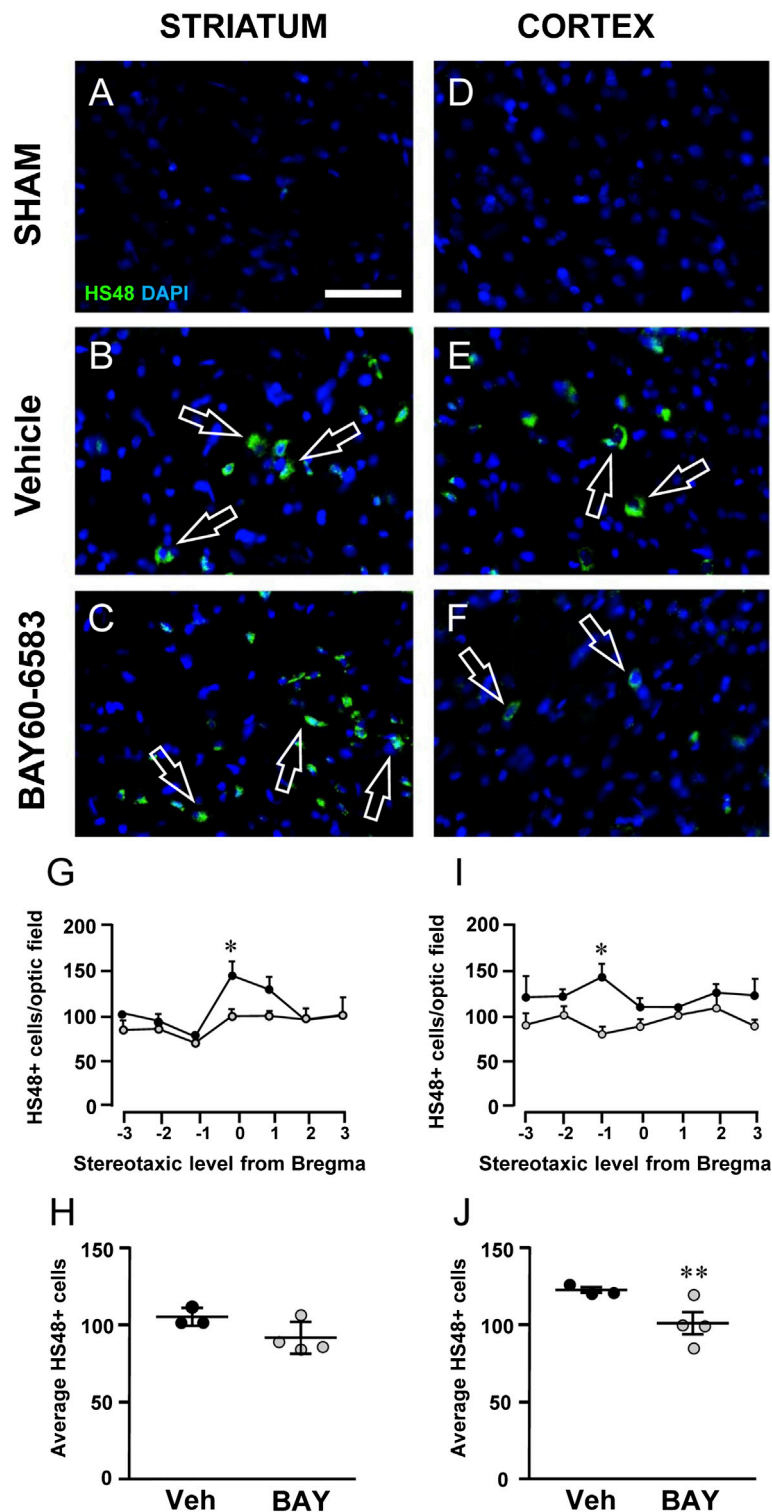 STRIATUM CORTEX
SHAM
A
D
HS48 DAPI
Vehicle
B
E
BAY60-6583
C
F
G
HS48+ cells/optic field
200
150
100
50
0
*
-3 -2 -1 0 1 2 3
Stereotaxic level from Bregma
I
HS48+ cells/optic field
200
150
100
50
0
*
-3 -2 -1 0 1 2 3
Stereotaxic level from Bregma
H
Average HS48+ cells
150
100
50
0
Veh BAY
J
Average HS48+ cells
150
100
50
0
**
Veh BAY